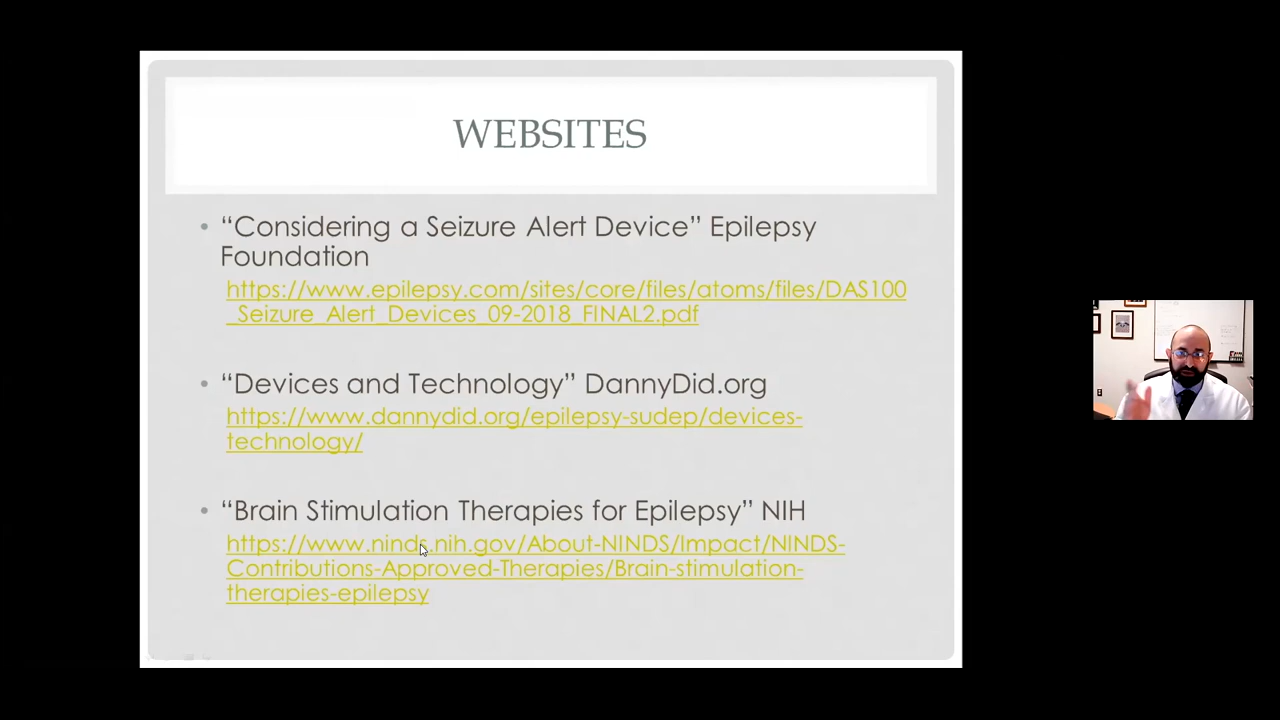 WEBSITES
• “Considering a Seizure Alert Device” Epilepsy
Foundation
https://www.epilepsy.com/sites/core/files/atoms/files/DAS100
_Seizure_Alert_Devices_09-2018_FINAL2.pdf
• “Devices and Technology” DannyDid.org
https://www.dannydid.org/epilepsy-sudep/devices-
technology/
• “Brain Stimulation Therapies for Epilepsy” NIH
https://www.ninds.nih.gov/About-NINDS/Impact/NINDS-
Contributions-Approved-Therapies/Brain-stimulation-
therapies-epilepsy